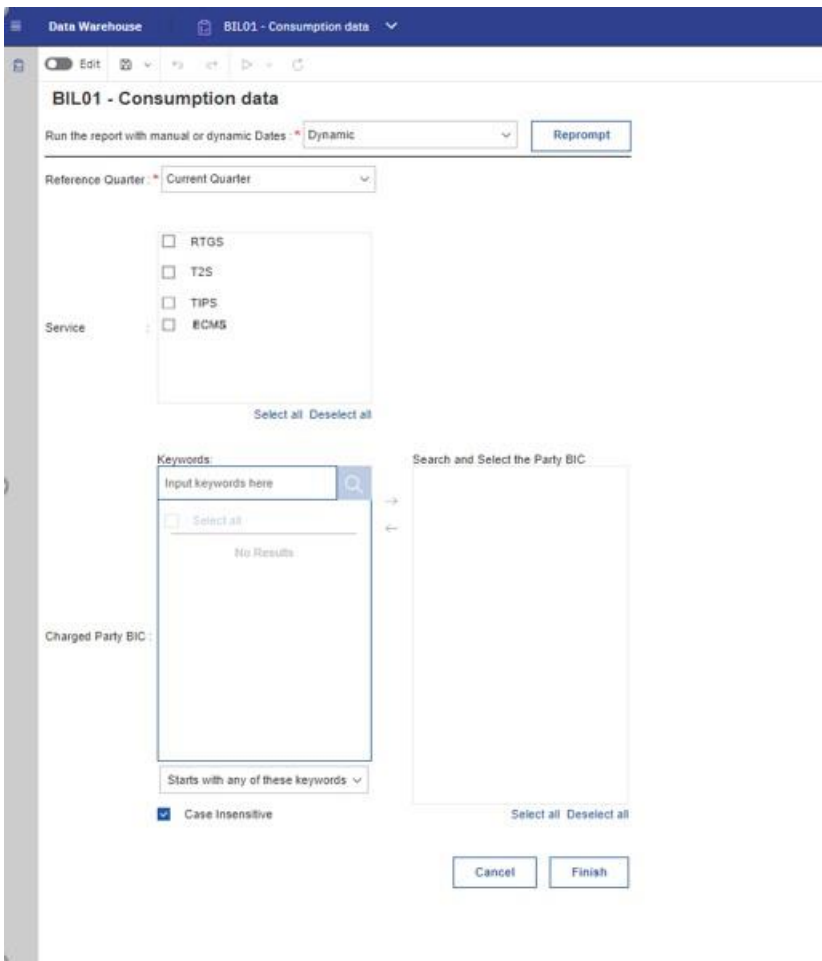 Data Warehouse BIL01 - Consumption data
Edit
BIL01 - Consumption data
Run the report with manual or dynamic Dates : * Dynamic Reprompt
Reference Quarter : * Current Quarter
RTGS
T2S
TIPS
ECMS
Service :
Select all Deselect all
Keywords: Search and Select the Party BIC
Input keywords here
Select all
No Results
Charged Party BIC :
Starts with any of these keywords
Case Insensitive Select all Deselect all
Cancel Finish